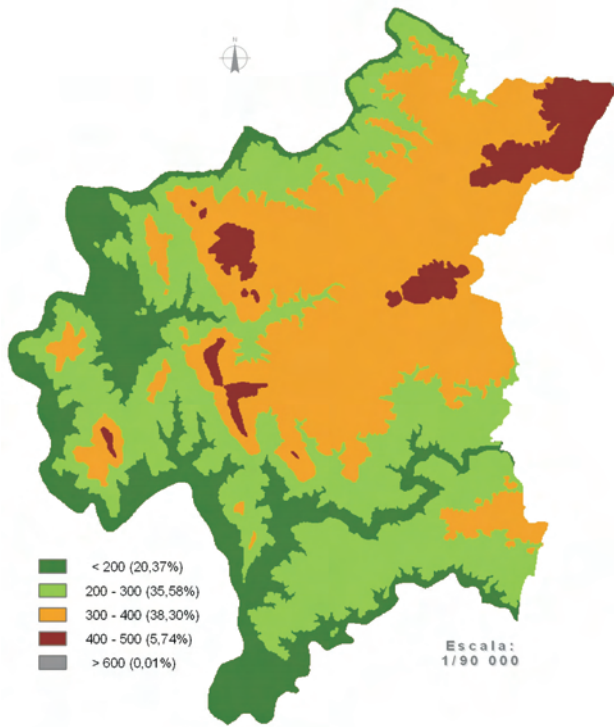 N
< 200 (20,37%)
200 - 300 (35,58%)
300 - 400 (38,30%)
400 - 500 (5,74%)
> 600 (0,01%)
Escala:
1/90 000